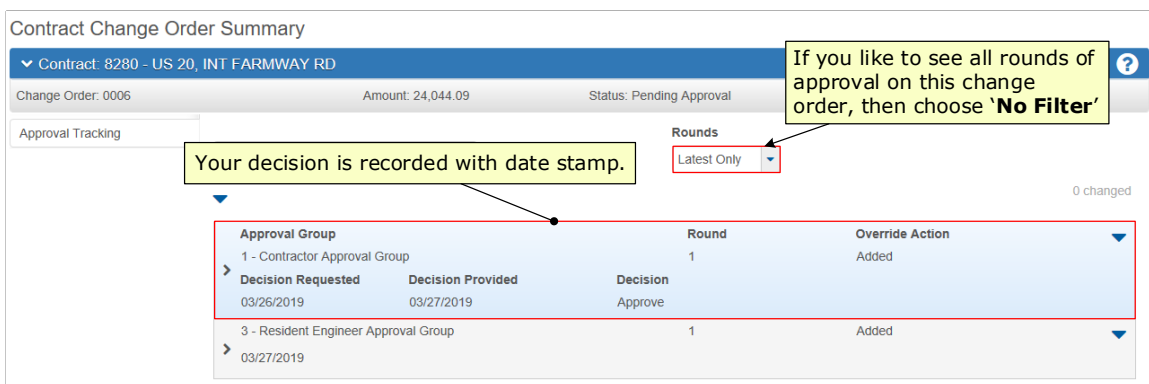 Contract Change Order Summary
Contract: 8280 - US 20, INT FARMWAY RD
If you like to see all rounds of
approval on this change
order, then choose ‘No Filter’
?
Change Order: 0006 Amount: 24,044.09 Status: Pending Approval
Approval Tracking
Rounds
Latest Only
Your decision is recorded with date stamp.
0 changed
Approval Group Round Override Action
1 - Contractor Approval Group 1 Added
Decision Requested Decision Provided Decision
03/26/2019 03/27/2019 Approve
3 - Resident Engineer Approval Group 1 Added
03/27/2019